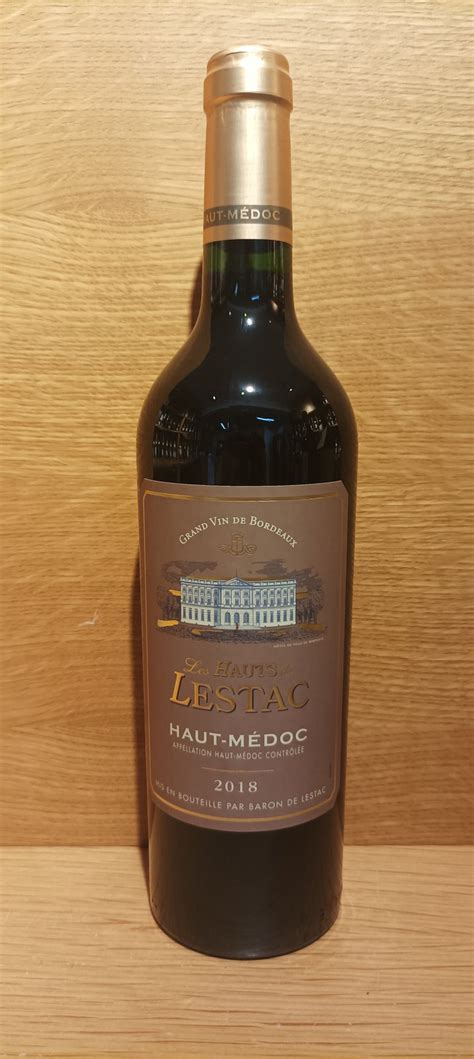 AUT-MÉDOC
GRAND VIN DE BORDEAUX
LES HAUTS de
LESTAC
HAUT-MÉDOC
APPELLATION HAUT-MÉDOC CONTRÔLÉE
2018
MIS EN BOUTEILLE PAR BARON DE LESTAC